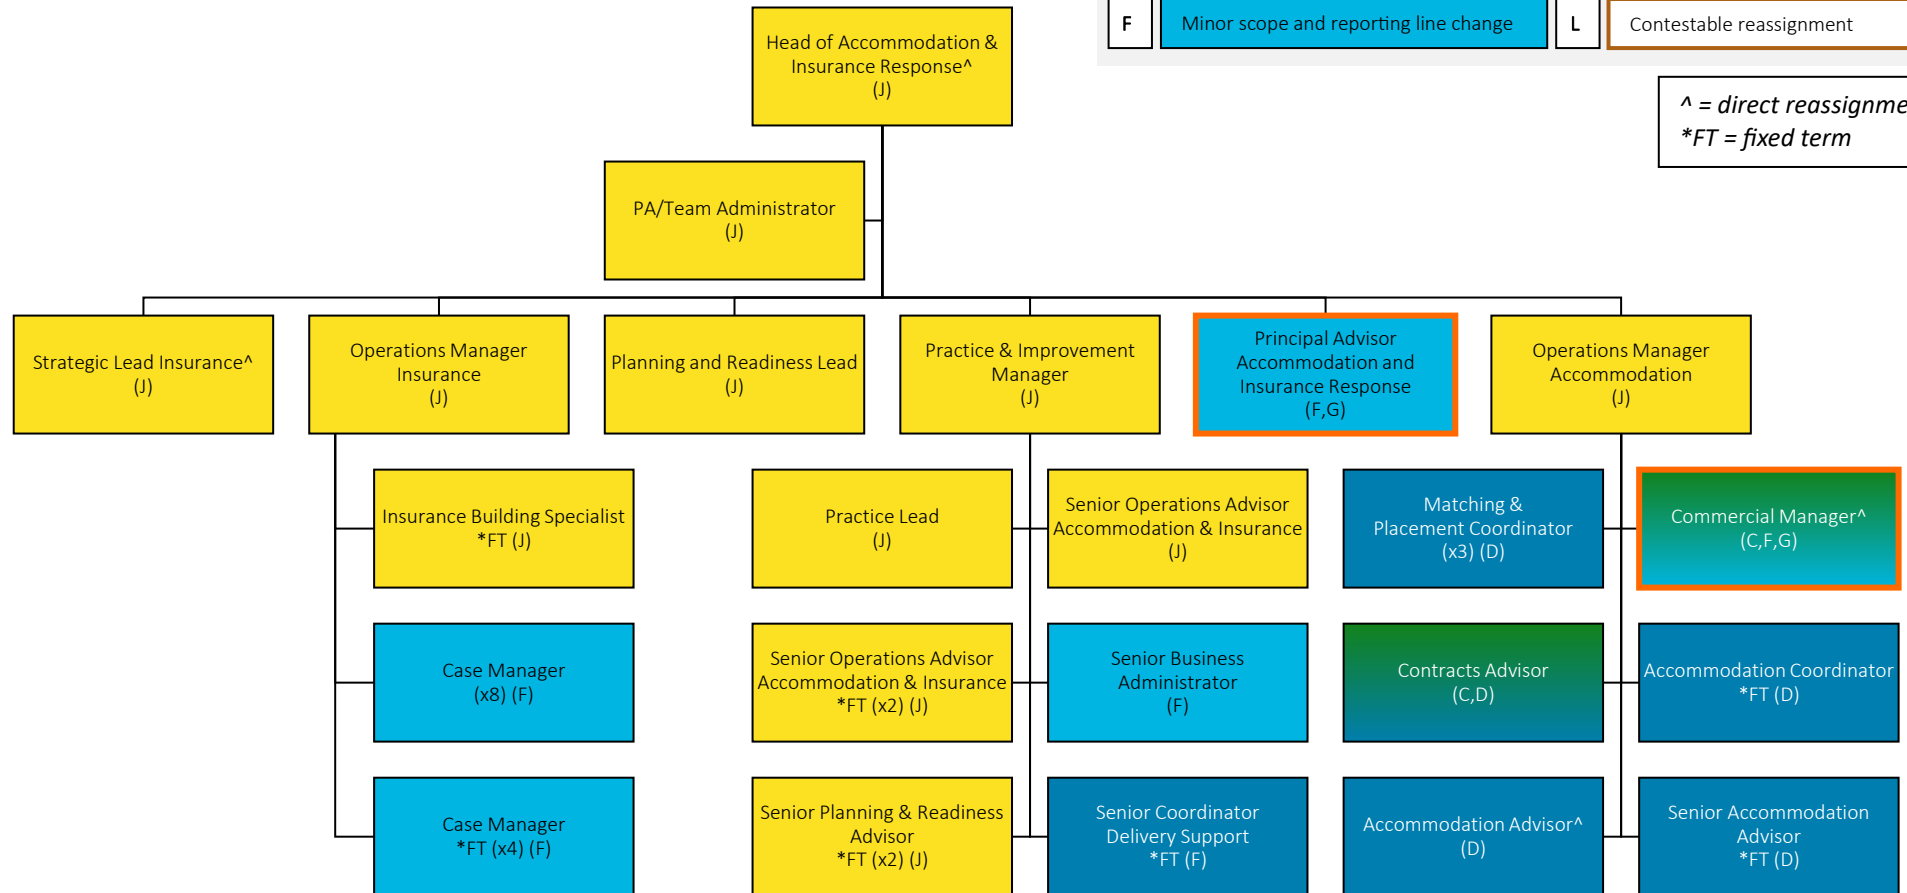 F
Minor scope and reporting line change
L
Contestable reassignment
^ = direct reassignme
*FT = fixed term
Head of Accommodation &
Insurance Response^
(J)
PA/Team Administrator
(J)
Strategic Lead Insurance^
(J)
Operations Manager
Insurance
(J)
Planning and Readiness Lead
(J)
Practice & Improvement
Manager
(J)
Principal Advisor
Accommodation and
Insurance Response
(F,G)
Operations Manager
Accommodation
(J)
Insurance Building Specialist
*FT (J)
Practice Lead
(J)
Senior Operations Advisor
Accommodation & Insurance
(J)
Matching &
Placement Coordinator
(x3) (D)
Commercial Manager^
(C,F,G)
Case Manager
(x8) (F)
Senior Operations Advisor
Accommodation & Insurance
*FT (x2) (J)
Senior Business
Administrator
(F)
Contracts Advisor
(C,D)
Accommodation Coordinator
*FT (D)
Case Manager
*FT (x4) (F)
Senior Planning & Readiness
Advisor
*FT (x2) (J)
Senior Coordinator
Delivery Support
*FT (F)
Accommodation Advisor^
(D)
Senior Accommodation
Advisor
*FT (D)